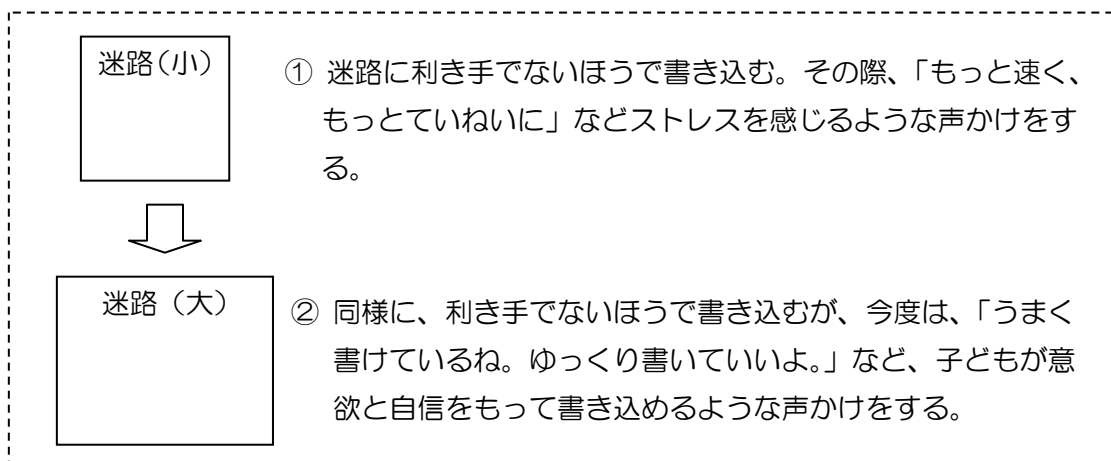 迷路（小）
① 迷路に利き手でないほうで書き込む。その際、「もっと速く、
もっとていねいに」などストレスを感じるような声かけをす
る。
迷路（大）
② 同様に、利き手でないほうで書き込むが、今度は、「うまく
書けているね。ゆっくり書いていいよ。」など、子どもが意
欲と自信をもって書き込めるような声かけをする。